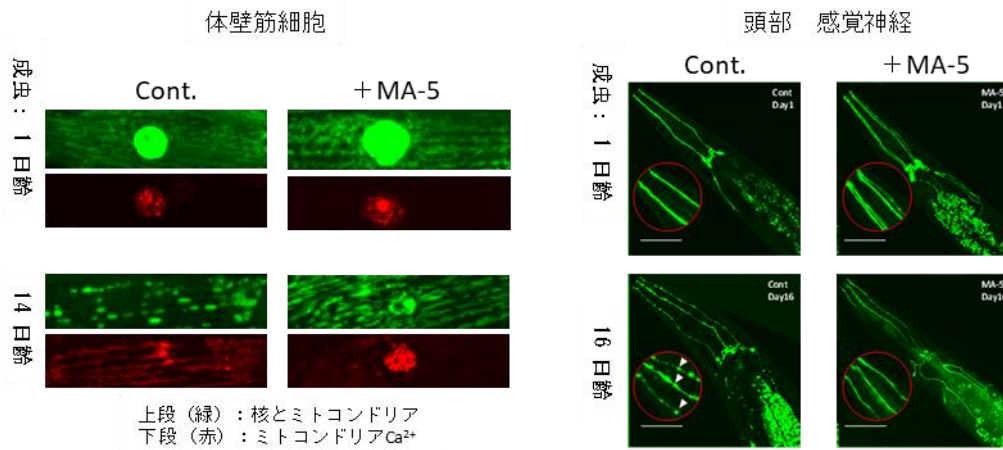 体壁筋細胞
頭部 感覚神経
Cont.
＋MA-5
成虫：1日齢
14日齢
上段（緑）：核とミトコンドリア
下段（赤）：ミトコンドリアCa²⁺
Cont.
＋MA-5
成虫：1日齢
16日齢
Cont
Day1
MA-5
Day1
Cont
Day16
MA-5